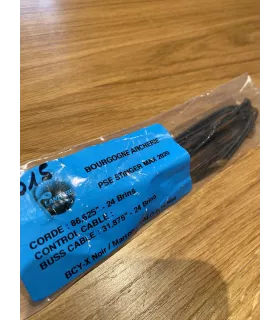 015
BOURGOGNE ARCHERIE
PSE STINGER MAX 2020
CORDE : 86.625" - 24 Brins
CONTROL CABLE :
BUSS CABLE : 31.875" - 24 Brins
BCY-X Noir /